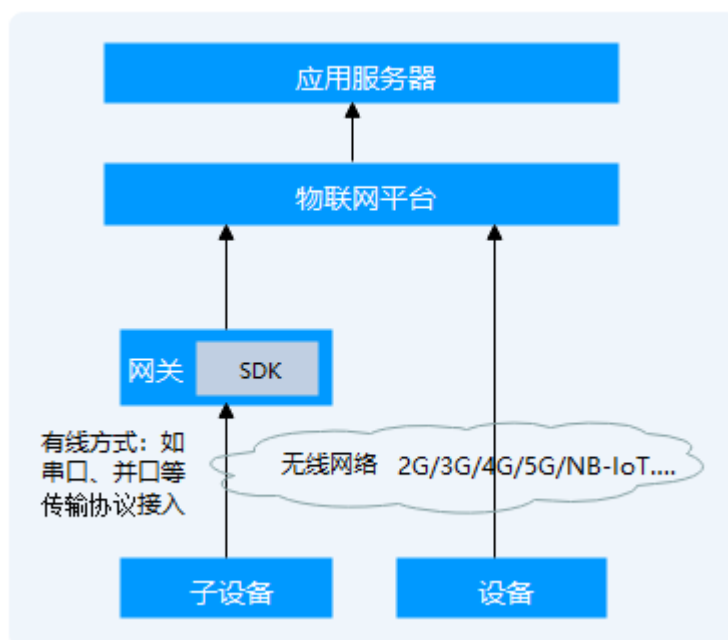 应用服务器
物联网平台
网关
SDK
有线方式：如
串口、并口等
传输协议接入
无线网络 2G/3G/4G/5G/NB-IoT....
子设备
设备